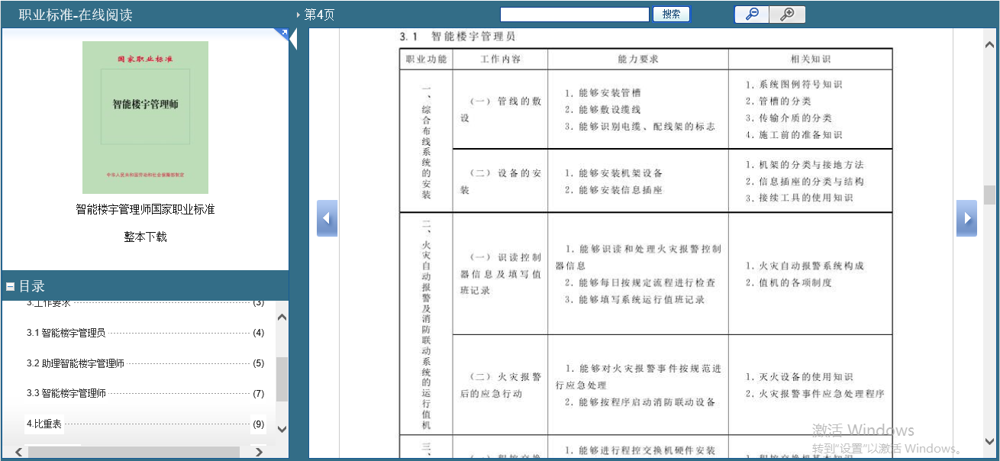 职业标准-在线阅读
第4页
搜索
国家职业标准
智能楼宇管理师
中华人民共和国劳动和社会保障部制定
智能楼宇管理师国家职业标准
整本下载
目录
3.工作要求 (3)
3.1 智能楼宇管理员 (4)
3.2 助理智能楼宇管理师 (5)
3.3 智能楼宇管理师 (7)
4.比重表 (9)
3.1 智能楼宇管理员
职业功能 工作内容 能力要求 相关知识
一、综合布线系统的安装
(一)管线的敷
设
1. 能够安装管槽
2. 能够敷设缆线
3. 能够识别电缆、配线架的标志
1. 系统图例符号知识
2. 管槽的分类
3. 传输介质的分类
4. 施工前的准备知识
(二)设备的安
装
1. 能够安装机架设备
2. 能够安装信息插座
1. 机架的分类与接地方法
2. 信息插座的分类与结构
3. 接续工具的使用知识
二、火灾自动报警及消防联动系统的运行值机
(一)识读控制
器信息及填写值
班记录
1. 能够识读和处理火灾报警控制
器信息
2. 能够每日按规定流程进行检查
3. 能够填写系统运行值班记录
1. 火灾自动报警系统构成
2. 值机的各项制度
(二)火灾报警
后的应急行动
1. 能够对火灾报警事件按规范进
行应急处理
2. 能够按程序启动消防联动设备
1. 灭火设备的使用知识
2. 火灾报警事件应急处理程序
三、
(一)程控交换
1. 能够进行程控交换机硬件安装
1. 程控交换机基本知识
激活 Windows
转到"设置"以激活 Windows。